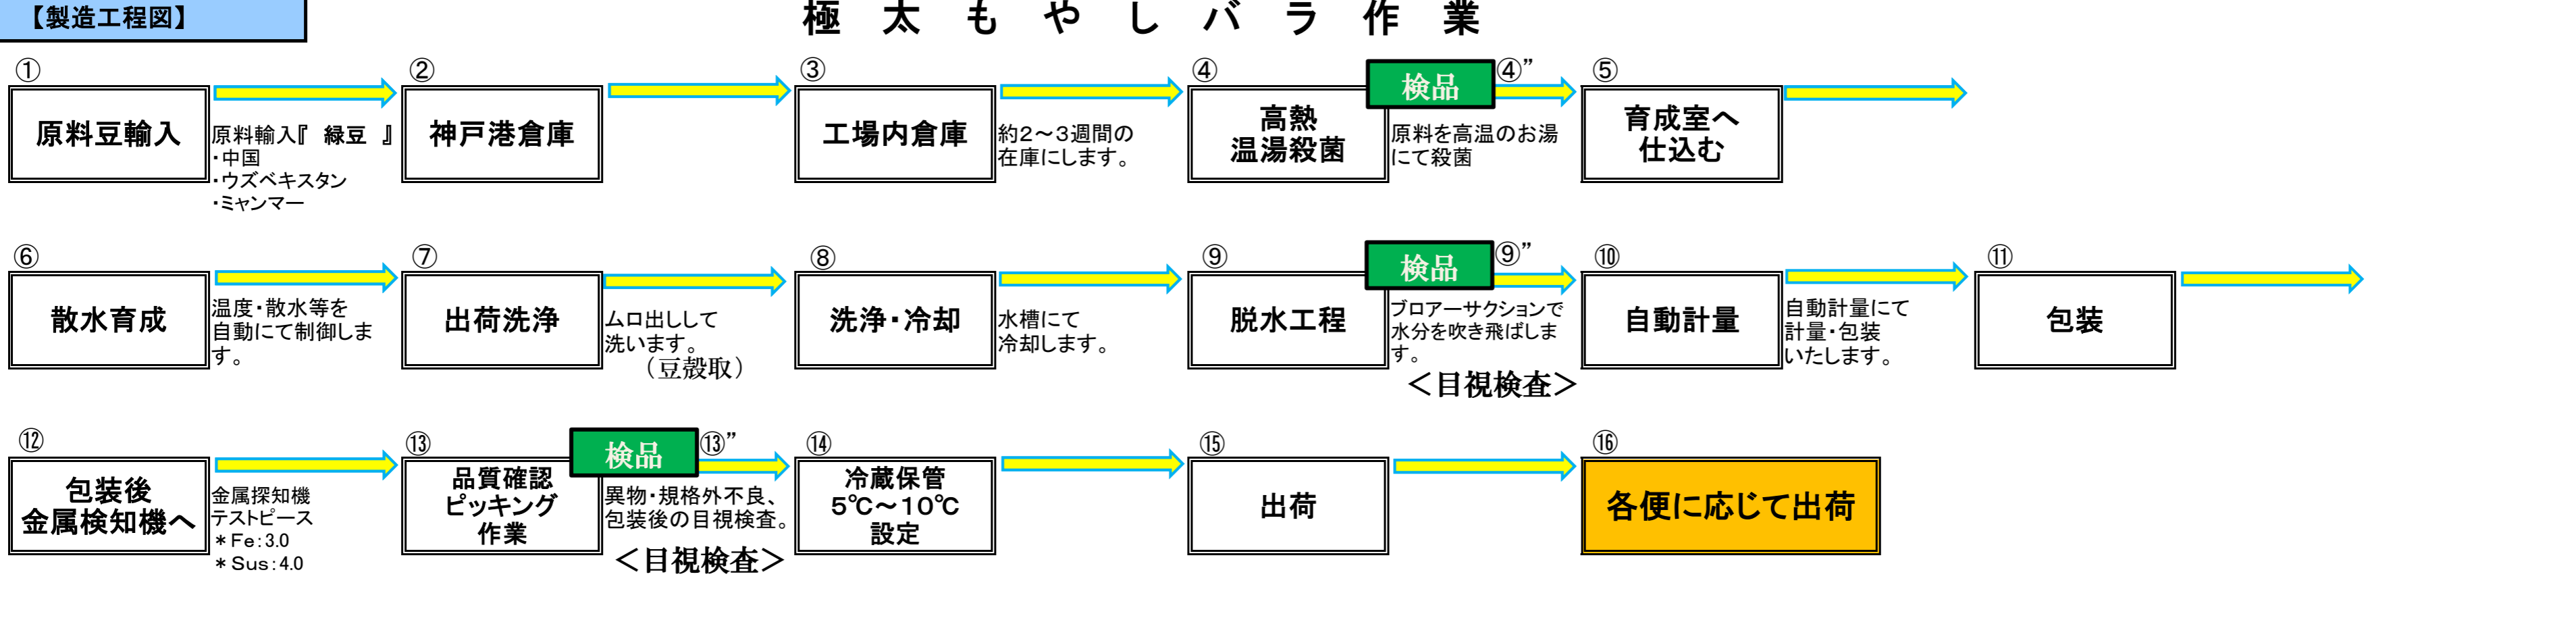 【製造工程図】
極太もやしバラ作業
①
原料豆輸入
原料輸入『 緑豆 』
・中国
・ウズベキスタン
・ミャンマー
②
神戸港倉庫
③
工場内倉庫
約2～3週間の
在庫にします。
④
高熱
温湯殺菌
検品
④”
原料を高温のお湯
にて殺菌
⑤
育成室へ
仕込む
⑥
散水育成
温度・散水等を
自動にて制御しま
す。
⑦
出荷洗浄
ムロ出しして
洗います。
（豆殻取）
⑧
洗浄・冷却
水槽にて
冷却します。
⑨
脱水工程
検品
⑨”
ブロアーサクションで
水分を吹き飛ばしま
す。
＜目視検査＞
⑩
自動計量
自動計量にて
計量・包装
いたします。
⑪
包装
⑫
包装後
金属検知機へ
金属探知機
テストピース
＊Fe：3.0
＊Sus：4.0
⑬
品質確認
ピッキング
作業
検品
⑬”
異物・規格外不良、
包装後の目視検査。
＜目視検査＞
⑭
冷蔵保管
5℃～10℃
設定
⑮
出荷
⑯
各便に応じて出荷